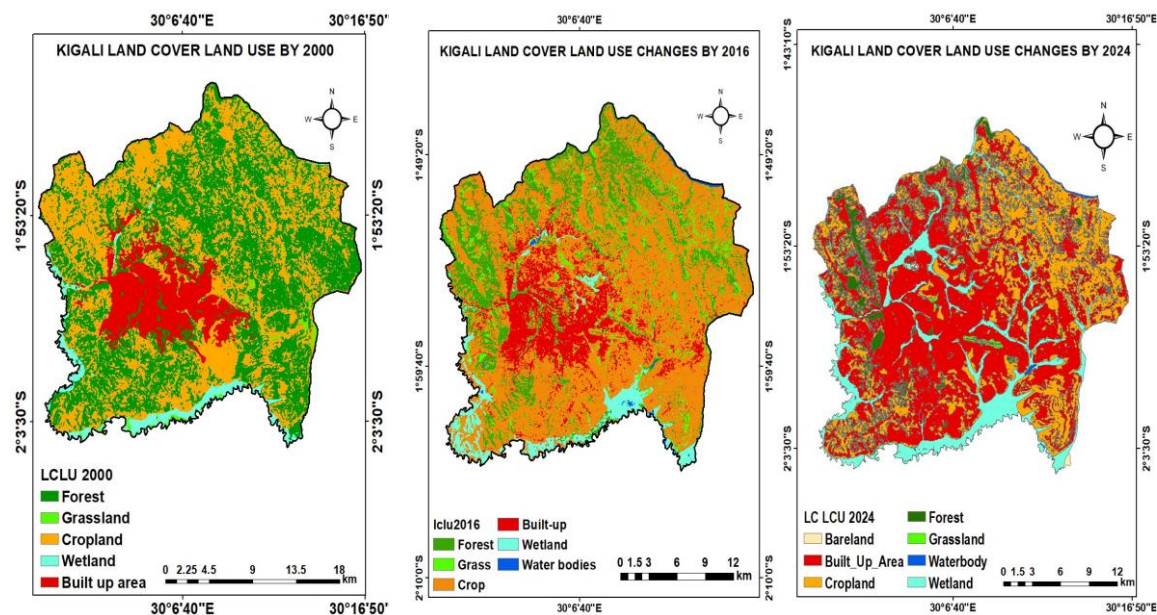 30°6'40"E
30°16'50"E
KIGALI LAND COVER LAND USE BY 2000
N
W
E
S
1°53'20"S
1°53'20"S
2°3'30"S
2°3'30"S
LCLU 2000
Forest
Grassland
Cropland
Wetland
Built up area
0 2.25 4.5 9 13.5 18
km
30°6'40"E
30°16'50"E
30°6'40"E
KIGALI LAND COVER LAND USE CHANGES BY 2016
N
W
E
S
1°49'20"S
1°59'40"S
2°10'0"S
lclu2016
Forest
Grass
Crop
Built-up
Wetland
Water bodies
0 1.5 3 6 9 12
km
30°6'40"E
1°49'20"S
1°59'40"S
2°10'0"S
30°6'40"E
30°16'50"E
1°43'10"S
KIGALI LAND COVER LAND USE CHANGES BY 2024
1°43'10"S
N
W
E
S
1°53'20"S
1°53'20"S
2°3'30"S
2°3'30"S
LC LCU 2024
Bareland
Built_Up_Area
Cropland
Forest
Grassland
Waterbody
Wetland
0 1.5 3 6 9 12
km
30°6'40"E
30°16'50"E